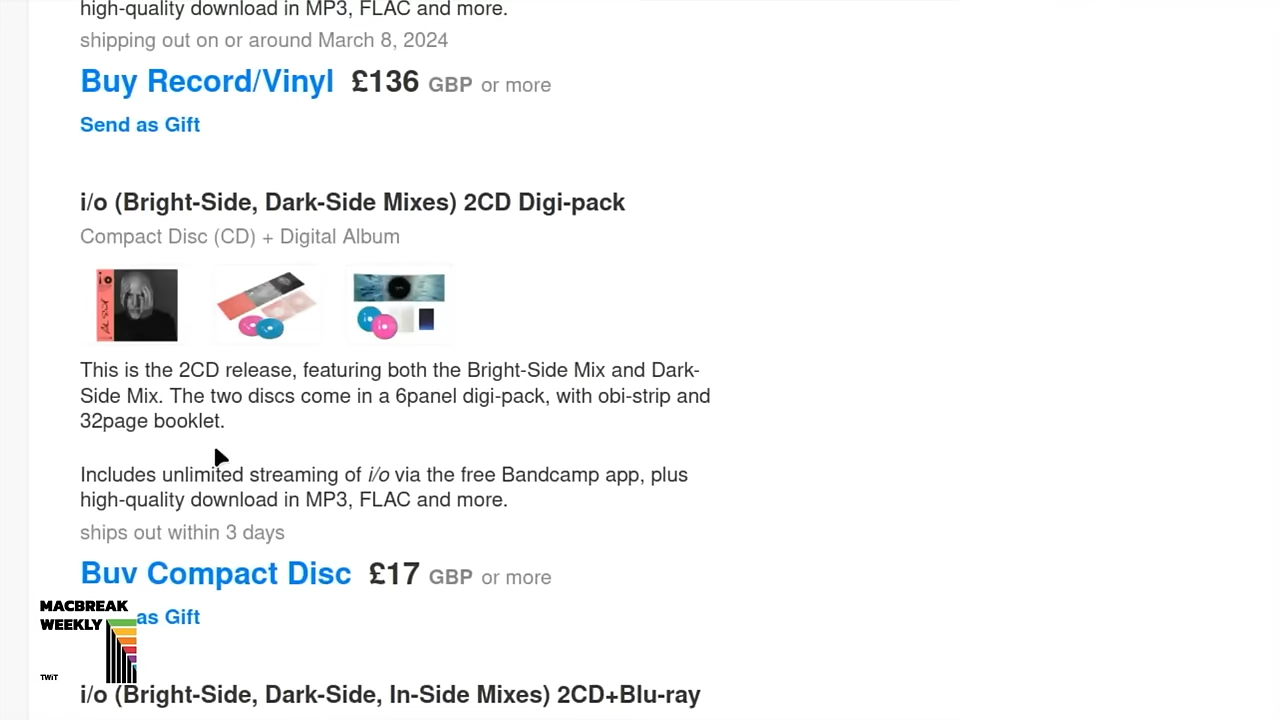 high-quality download in MP3, FLAC and more.
shipping out on or around March 8, 2024
Buy Record/Vinyl £136 GBP or more
Send as Gift
i/o (Bright-Side, Dark-Side Mixes) 2CD Digi-pack
Compact Disc (CD) + Digital Album
This is the 2CD release, featuring both the Bright-Side Mix and Dark-
Side Mix. The two discs come in a 6panel digi-pack, with obi-strip and
32page booklet.
Includes unlimited streaming of i/o via the free Bandcamp app, plus
high-quality download in MP3, FLAC and more.
ships out within 3 days
Buy Compact Disc £17 GBP or more
as Gift
MACBREAK
WEEKLY
TWiT
i/o (Bright-Side, Dark-Side, In-Side Mixes) 2CD+Blu-ray